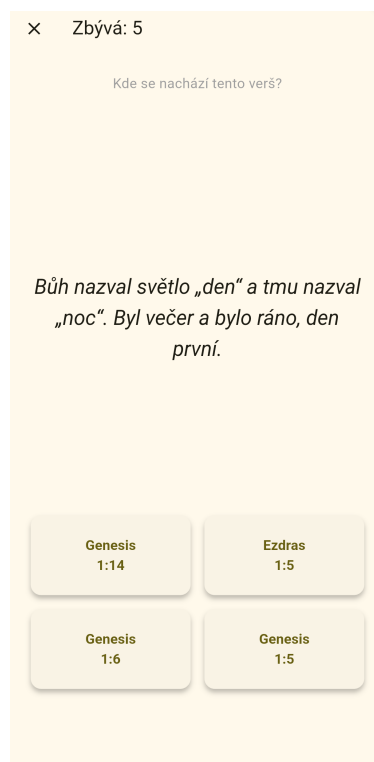 Zbývá: 5
Kde se nachází tento verš?
Bůh nazval světlo „den“ a tmu nazval
„noc“. Byl večer a bylo ráno, den
první.
Genesis
1:14
Ezdras
1:5
Genesis
1:6
Genesis
1:5